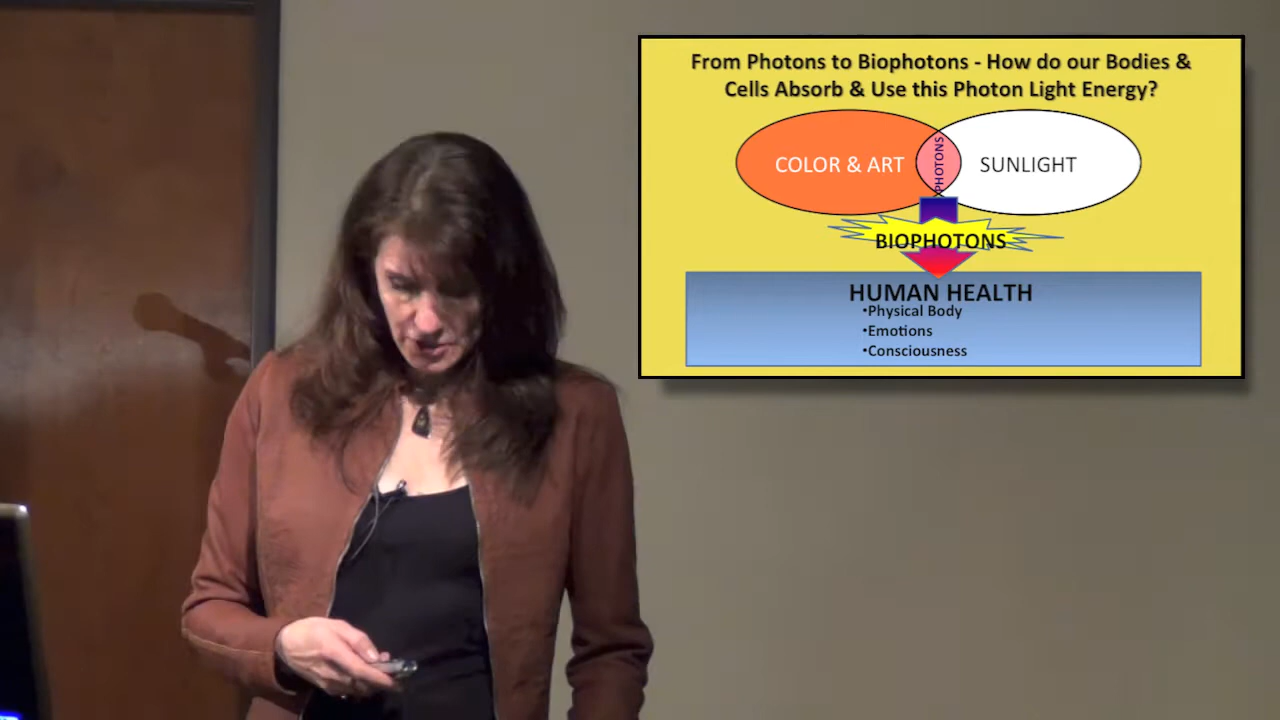 From Photons to Biophotons - How do our Bodies &
Cells Absorb & Use this Photon Light Energy?
COLOR & ART
PHOTONS
SUNLIGHT
BIOPHOTONS
HUMAN HEALTH
•Physical Body
•Emotions
•Consciousness